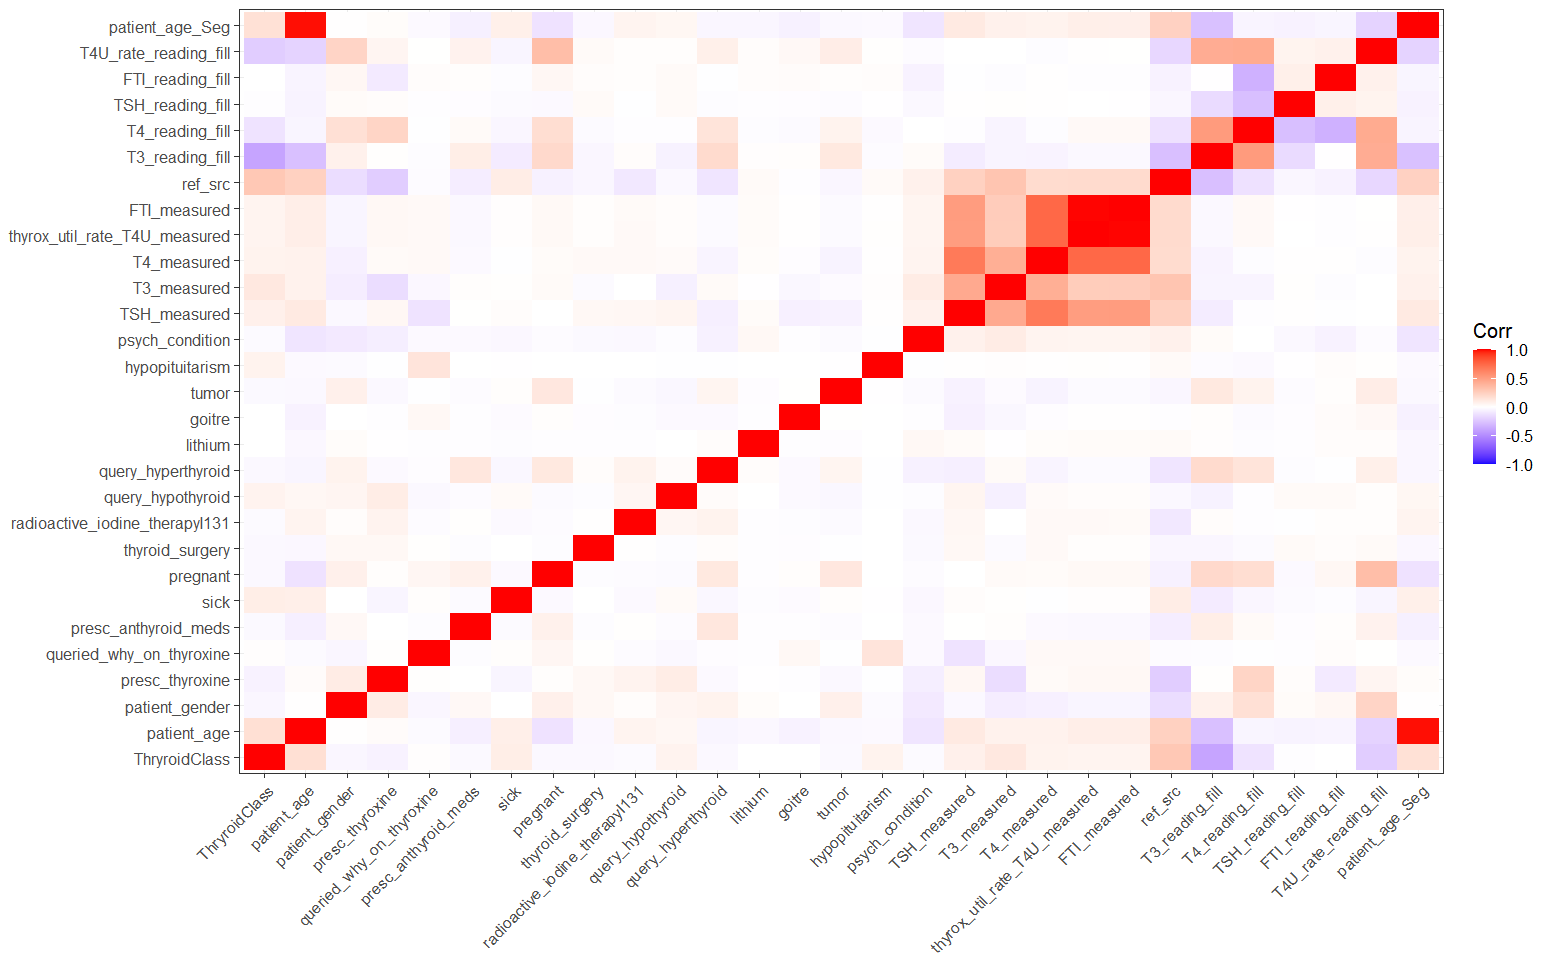 patient_age_Seg
T4U_rate_reading_fill
FTI_reading_fill
TSH_reading_fill
T4_reading_fill
T3_reading_fill
ref_src
FTI_measured
thyrox_util_rate_T4U_measured
T4_measured
T3_measured
TSH_measured
psych_condition
hypopituitarism
tumor
goitre
lithium
query_hyperthyroid
query_hypothyroid
radioactive_iodine_therapyI131
thyroid_surgery
pregnant
sick
presc_anthyroid_meds
queried_why_on_thyroxine
presc_thyroxine
patient_gender
patient_age
ThryroidClass
ThryroidClass
patient_age
patient_gender
presc_thyroxine
queried_why_on_thyroxine
presc_anthyroid_meds
sick
pregnant
thyroid_surgery
radioactive_iodine_therapyI131
query_hypothyroid
query_hyperthyroid
lithium
goitre
tumor
hypopituitarism
psych_condition
TSH_measured
T3_measured
T4_measured
thyrox_util_rate_T4U_measured
FTI_measured
ref_src
T3_reading_fill
T4_reading_fill
TSH_reading_fill
FTI_reading_fill
T4U_rate_reading_fill
patient_age_Seg
Corr
1.0
0.5
0.0
-0.5
-1.0